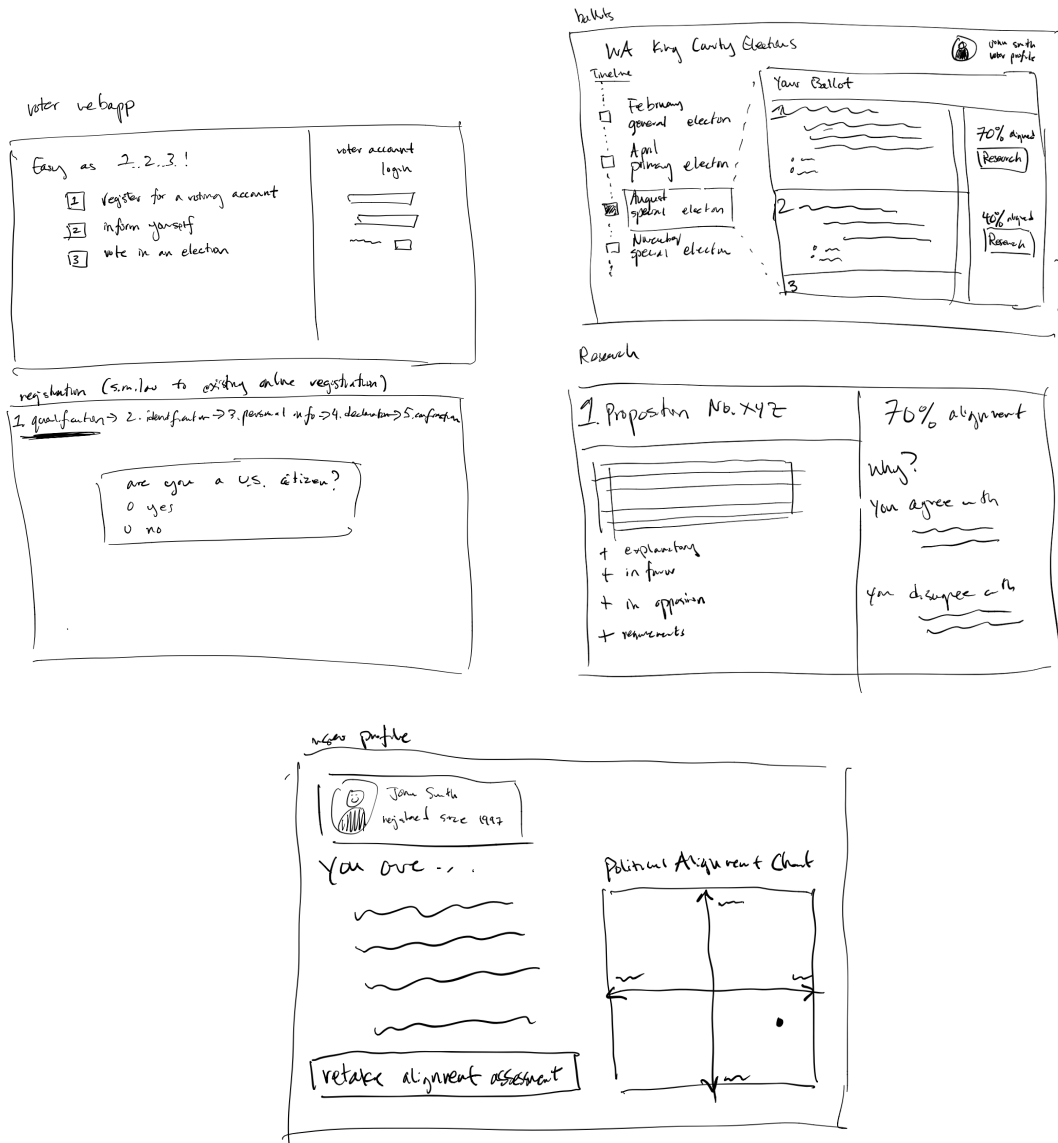 voter webapp
Easy as 1..2..3!
1 register for a voting account
2 inform yourself
3 vote in an election
voter account
login
registration (similar to existing online registration)
1. qualification → 2. identification → 3. personal info → 4. declaration → 5. confirmation
are you a U.S. citizen?
yes
no
ballots
WA King County Elections
John Smith
voter profile
Timeline
February
general election
April
primary election
August
special election
November
special election
Your Ballot
1
70% aligned
Research
2
40% aligned
Research
3
Research
1. Proposition No. XYZ
+ explanatory
+ in favor
+ in opposition
+ requirements
70% alignment
Why?
You agree with
you disagree with
user profile
John Smith
registered since 1997
You are ...
retake alignment assesment
Political Alignment Chart